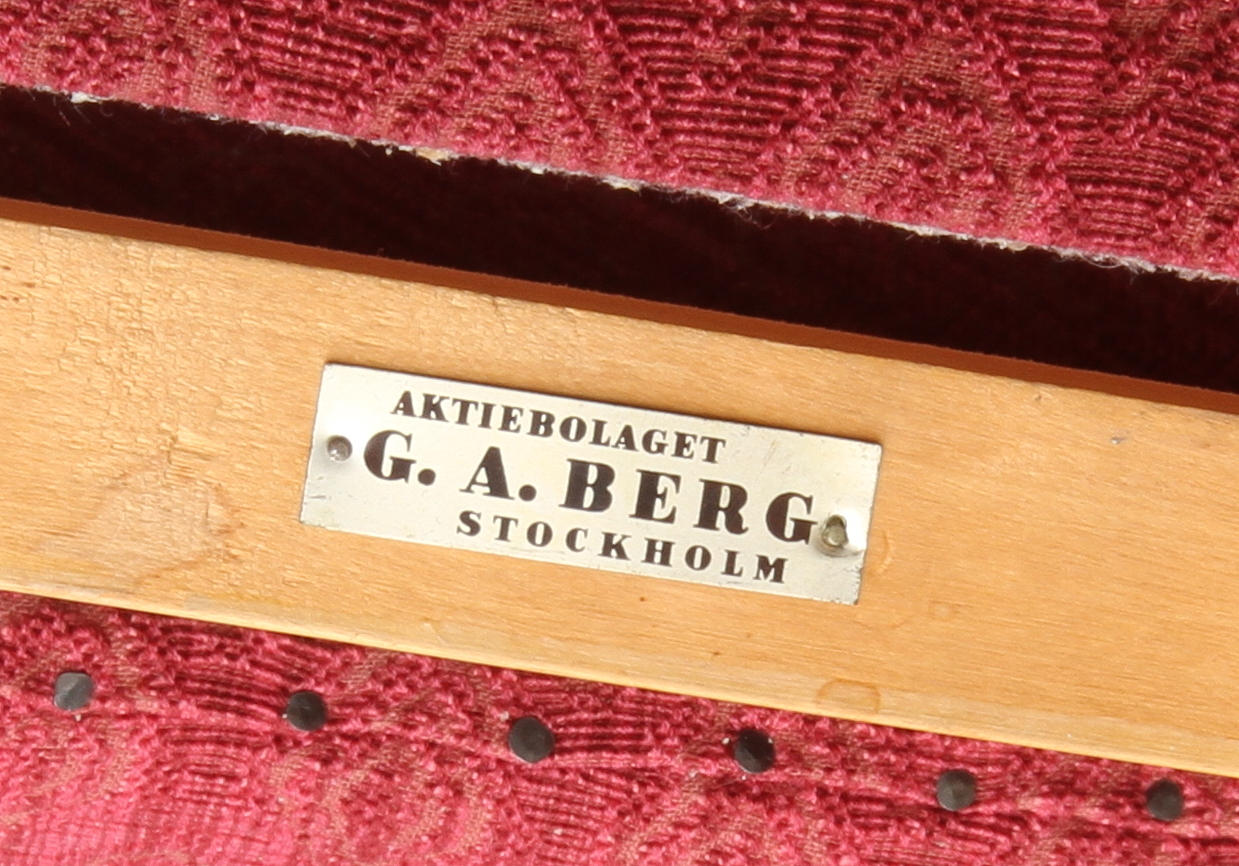 AKTIEBOLAGET
G. A. BERG
STOCKHOLM